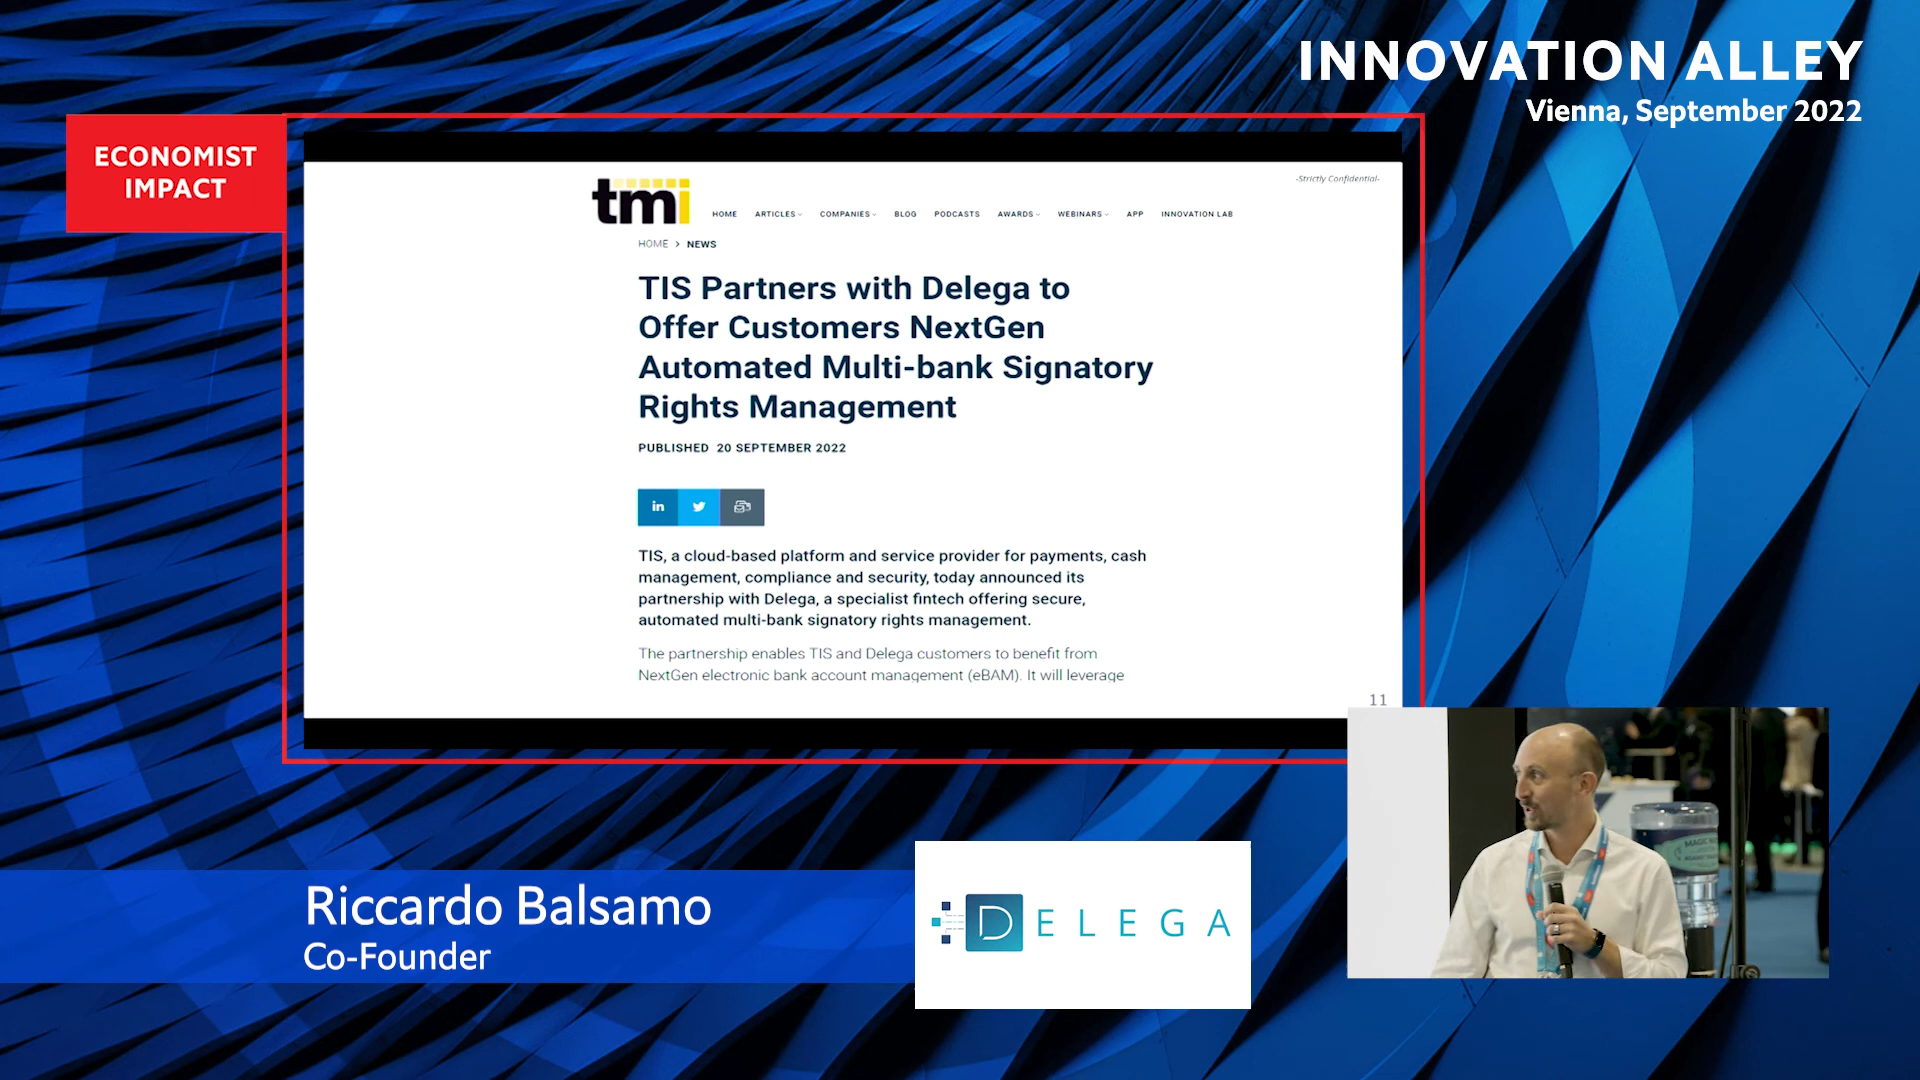 INNOVATION ALLEY
Vienna, September 2022
ECONOMIST
IMPACT
-Strictly Confidential-
tmi
HOME ARTICLES COMPANIES BLOG PODCASTS AWARDS WEBINARS APP INNOVATION LAB
HOME > NEWS
TIS Partners with Delega to
Offer Customers NextGen
Automated Multi-bank Signatory
Rights Management
PUBLISHED 20 SEPTEMBER 2022
in
TIS, a cloud-based platform and service provider for payments, cash
management, compliance and security, today announced its
partnership with Delega, a specialist fintech offering secure,
automated multi-bank signatory rights management.
The partnership enables TIS and Delega customers to benefit from
NextGen electronic bank account management (eBAM). It will leverage
11
Riccardo Balsamo
Co-Founder
DELEGA